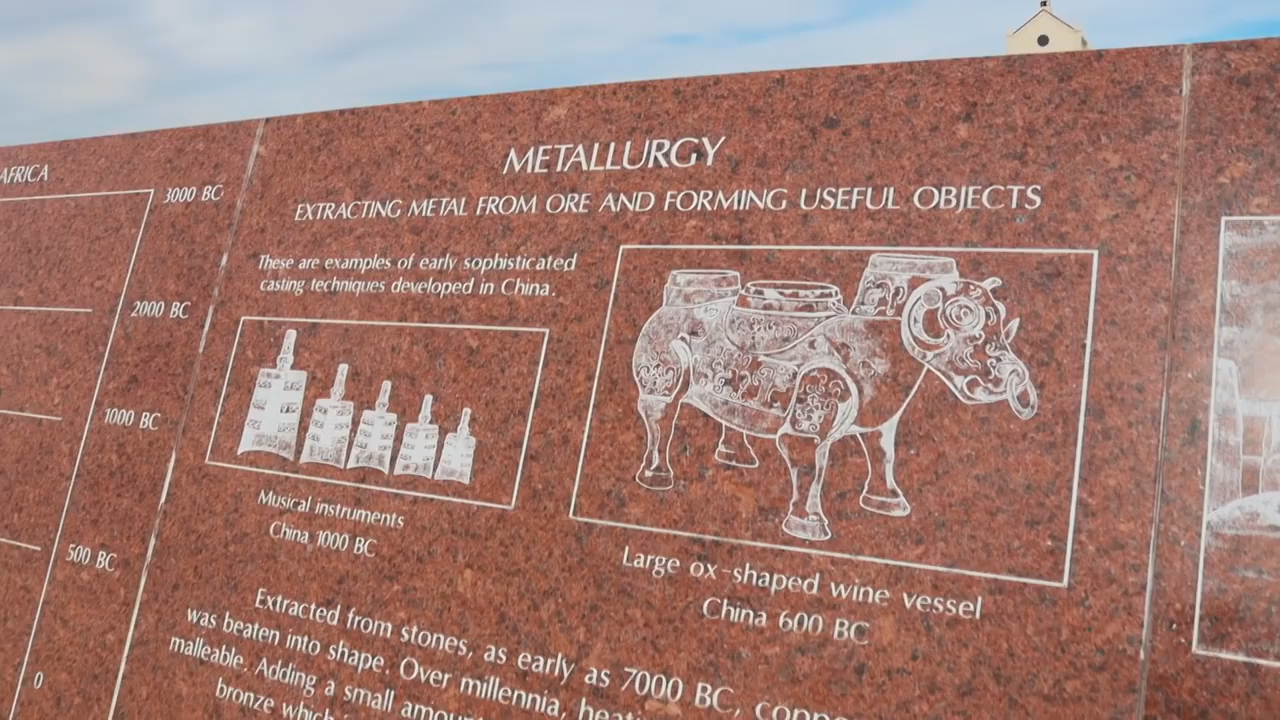 AFRICA
3000 BC
2000 BC
1000 BC
500 BC
0
METALLURGY
EXTRACTING METAL FROM ORE AND FORMING USEFUL OBJECTS
These are examples of early sophisticated
casting techniques developed in China.
Musical instruments
China 1000 BC
Large ox-shaped wine vessel
China 600 BC
Extracted from stones, as early as 7000 BC,
was beaten into shape. Over millennia,
malleable. Adding a small
bronze which